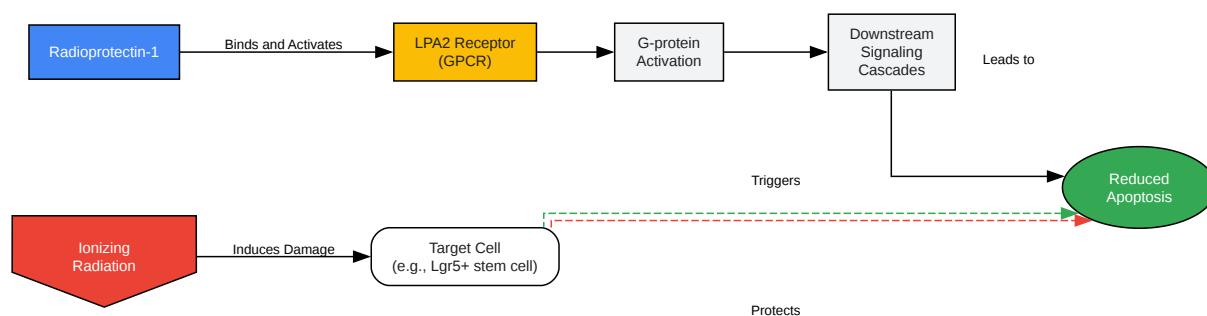 Radioprotectin-1
Binds and Activates
LPA2 Receptor
(GPCR)
G-protein
Activation
Downstream
Signaling
Cascades
Leads to
Triggers
Reduced
Apoptosis
Ionizing
Radiation
Induces Damage
Target Cell
(e.g., Lgr5+ stem cell)
Protects